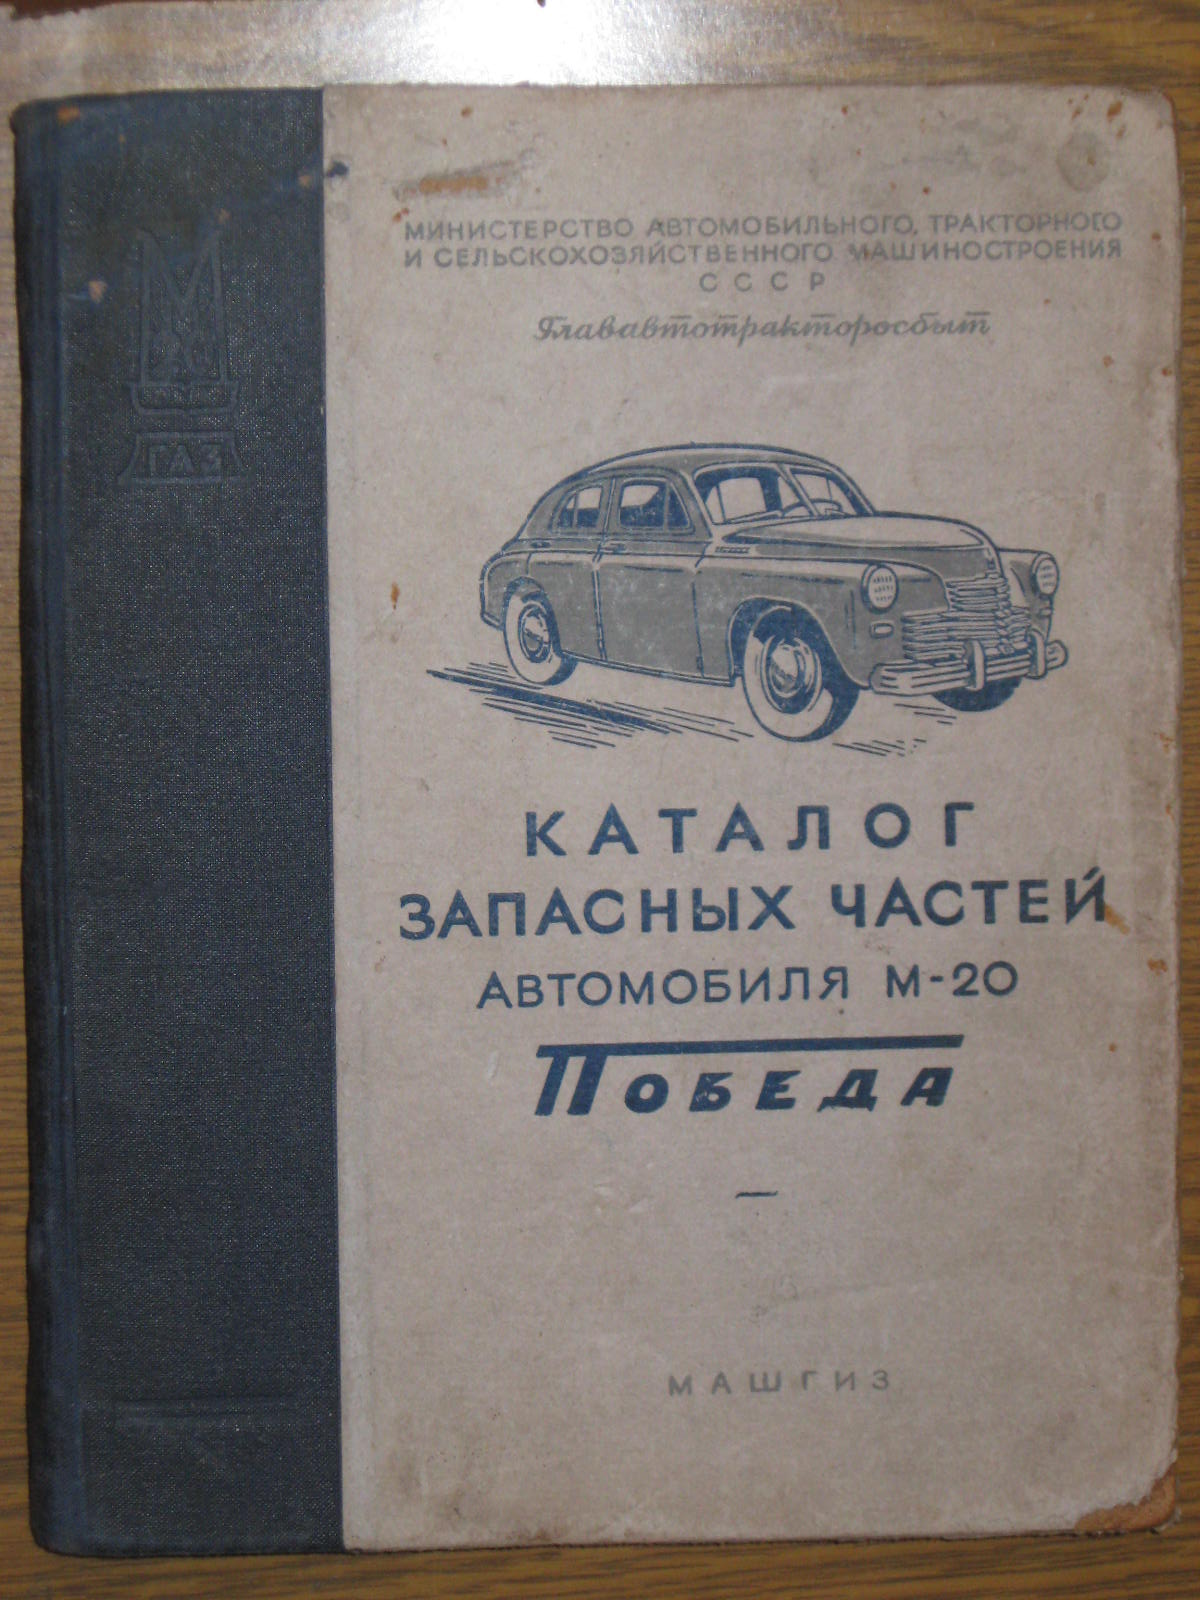 МИНИСТЕРСТВО АВТОМОБИЛЬНОГО, ТРАКТОРНОГО
И СЕЛЬСКОХОЗЯЙСТВЕННОГО МАШИНОСТРОЕНИЯ
СССР
Глававтотракторосбыт
ГАЗ
КАТАЛОГ
ЗАПАСНЫХ ЧАСТЕЙ
АВТОМОБИЛЯ М-20
ПОБЕДА
МАШГИЗ